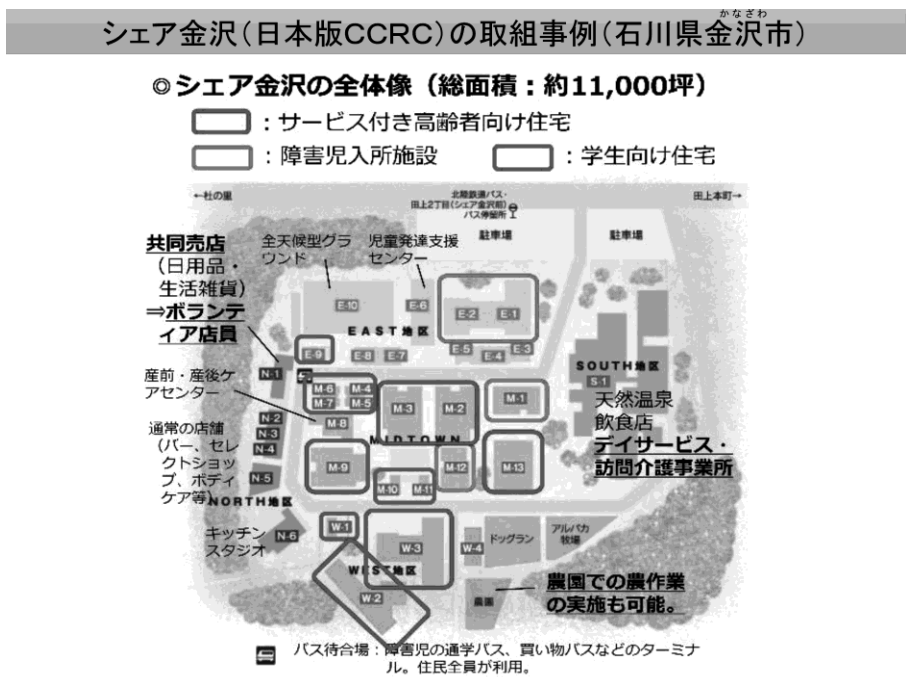 かなざわ
シェア金沢（日本版CCRC）の取組事例（石川県金沢市）
◎シェア金沢の全体像（総面積：約11,000坪）
：サービス付き高齢者向け住宅
：障害児入所施設
：学生向け住宅
←杜の里
北陸鉄道バス・
田上2丁目(シェア金沢前)
バス停留所
田上本町→
駐車場
駐車場
共同売店
（日用品・
生活雑貨）
⇒ボランテ
ィア店員
全天候型グラ
ウンド
児童発達支援
センター
E-10
E-6
E-2
E-1
EAST地区
E-9
E-8
E-7
E-5
E-4
E-3
SOUTH地区
S 1
天然温泉
飲食店
デイサービス・
訪問介護事業所
N-1
産前・産後ケ
アセンター
M-6
M-4
M-7
M-5
M-8
M-3
M-2
M-1
MIDTOWN
N-2
N-3
N-4
N-5
通常の店舗
（バー、セレ
クトショッ
プ、ボディ
ケア等）
NORTH地区
M-9
M-10
M-11
M-12
M-13
キッチン
スタジオ
N-6
W-1
W-3
W-4
ドッグラン
アルパカ
牧場
WEST地区
W-2
農園
農園での農作業
の実施も可能。
バス待合場：障害児の通学バス、買い物バスなどのターミナ
ル。住民全員が利用。